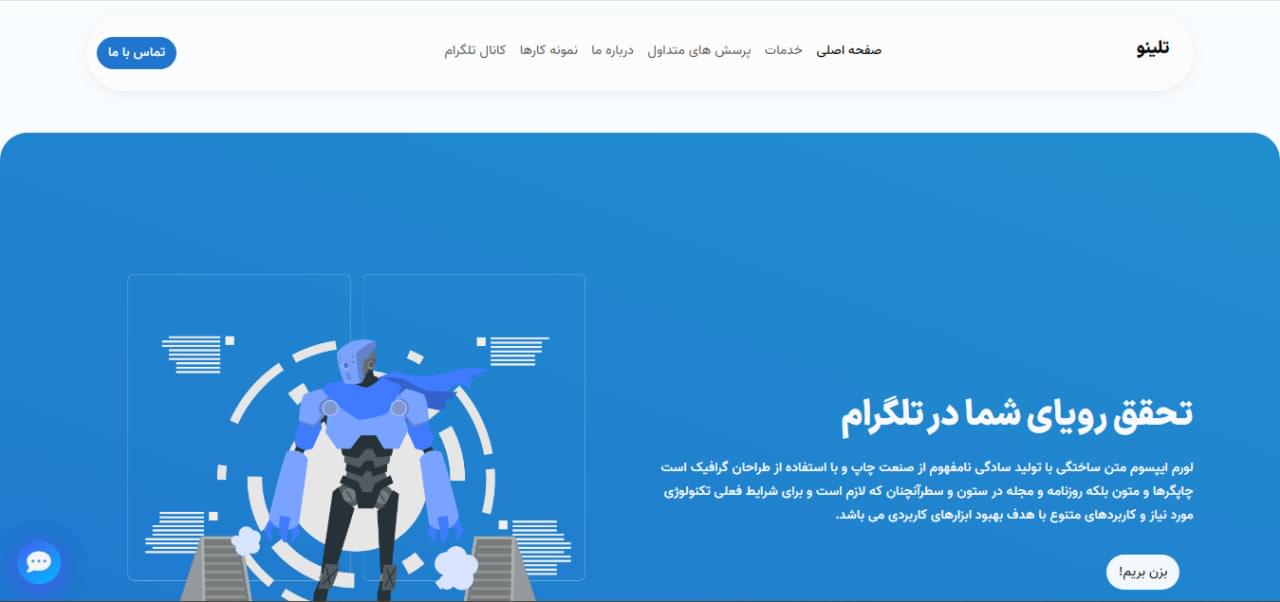 تلینو
صفحه اصلی خدمات پرسش های متداول درباره ما نمونه کارها کانال تلگرام
تماس با ما
تحقق رویای شما در تلگرام
لورم ایپسوم متن ساختگی با تولید سادگی نامفهوم از صنعت چاپ و با استفاده از طراحان گرافیک است
چاپگرها و متون بلکه روزنامه و مجله در ستون و سطرآنچنان که لازم است و برای شرایط فعلی تکنولوژی
مورد نیاز و کاربردهای متنوع با هدف بهبود ابزارهای کاربردی می باشد.
بزن بریم!